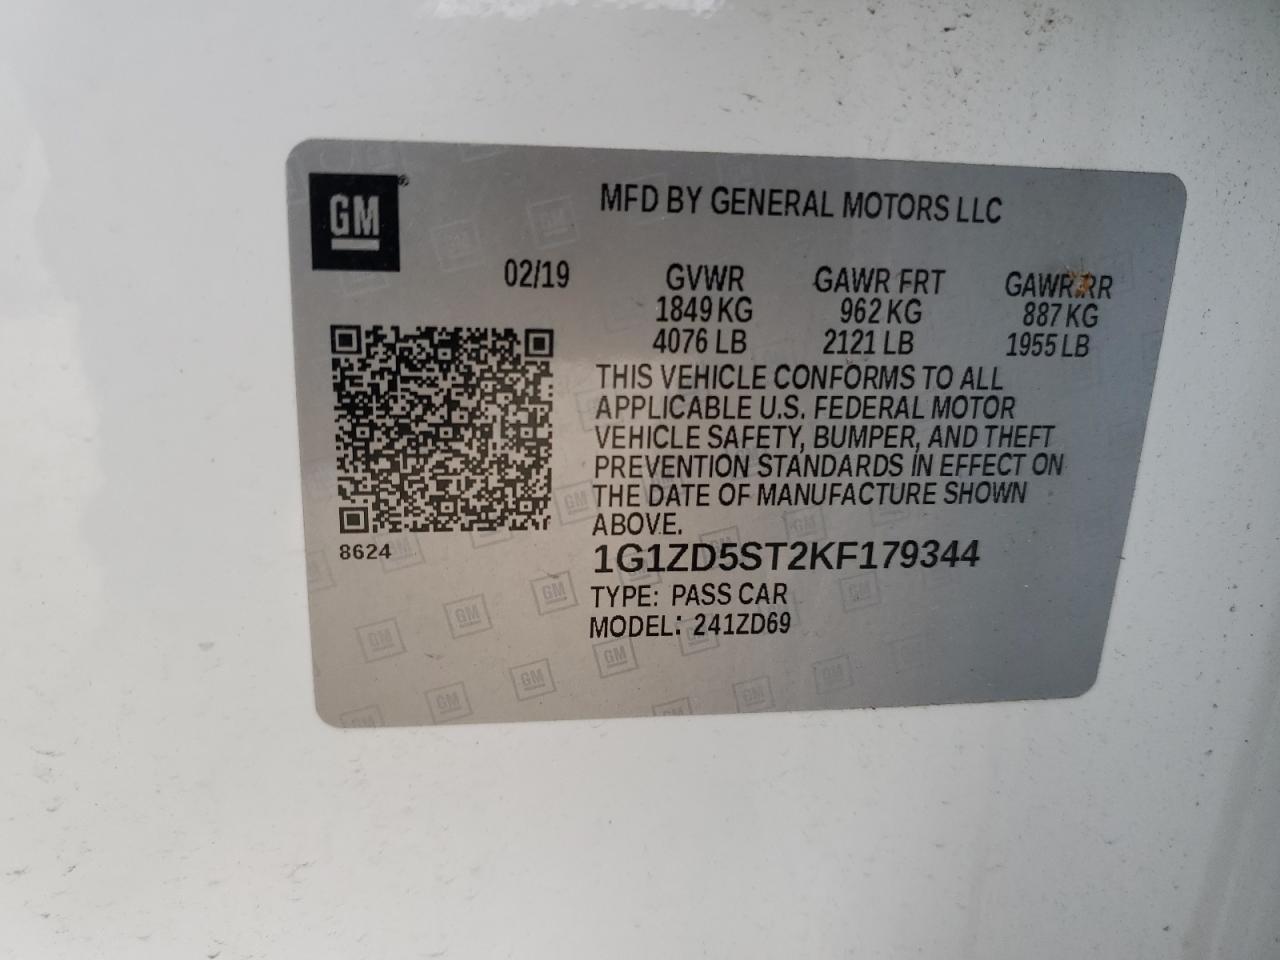 GM®
MFD BY GENERAL MOTORS LLC
02/19 GVWR GAWR FRT GAWR RR
1849 KG 962 KG 887 KG
4076 LB 2121 LB 1955 LB
THIS VEHICLE CONFORMS TO ALL
APPLICABLE U.S. FEDERAL MOTOR
VEHICLE SAFETY, BUMPER, AND THEFT
PREVENTION STANDARDS IN EFFECT ON
THE DATE OF MANUFACTURE SHOWN
ABOVE.
8624
1G1ZD5ST2KF179344
TYPE: PASS CAR
MODEL: 241ZD69